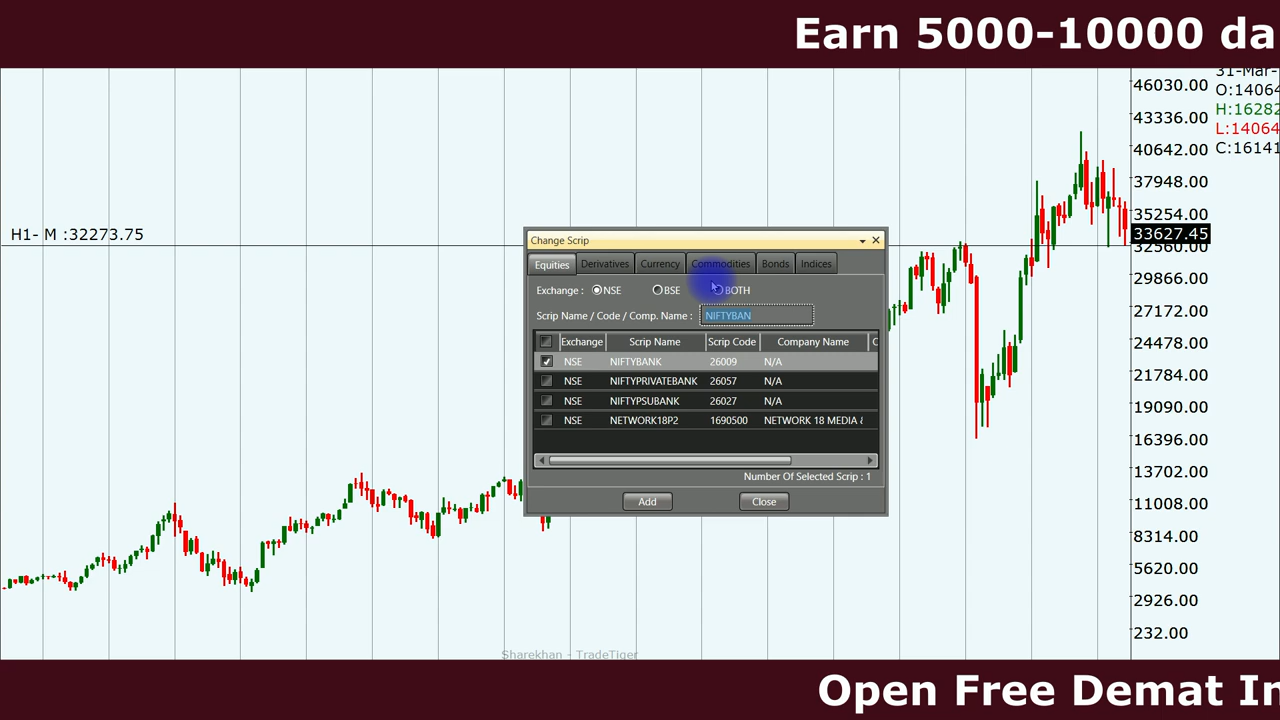 Earn 5000-10000 da
46030.00
31-Mar-
O:14064
43336.00
H:16282
L:14064
40642.00
C:16141
37948.00
35254.00
H1- M :32273.75
33627.45
32560.00
29866.00
27172.00
24478.00
21784.00
19090.00
16396.00
13702.00
11008.00
8314.00
5620.00
2926.00
232.00
Change Scrip
Equities Derivatives Currency Commodities Bonds Indices
Exchange : NSE BSE BOTH
Scrip Name / Code / Comp. Name : NIFTYBAN
Exchange Scrip Name Scrip Code Company Name C
NSE NIFTYBANK 26009 N/A
NSE NIFTYPRIVATEBANK 26057 N/A
NSE NIFTYPSUBANK 26027 N/A
NSE NETWORK18P2 1690500 NETWORK 18 MEDIA &
Number Of Selected Scrip : 1
Add Close
Sharekhan - TradeTiger
Open Free Demat In